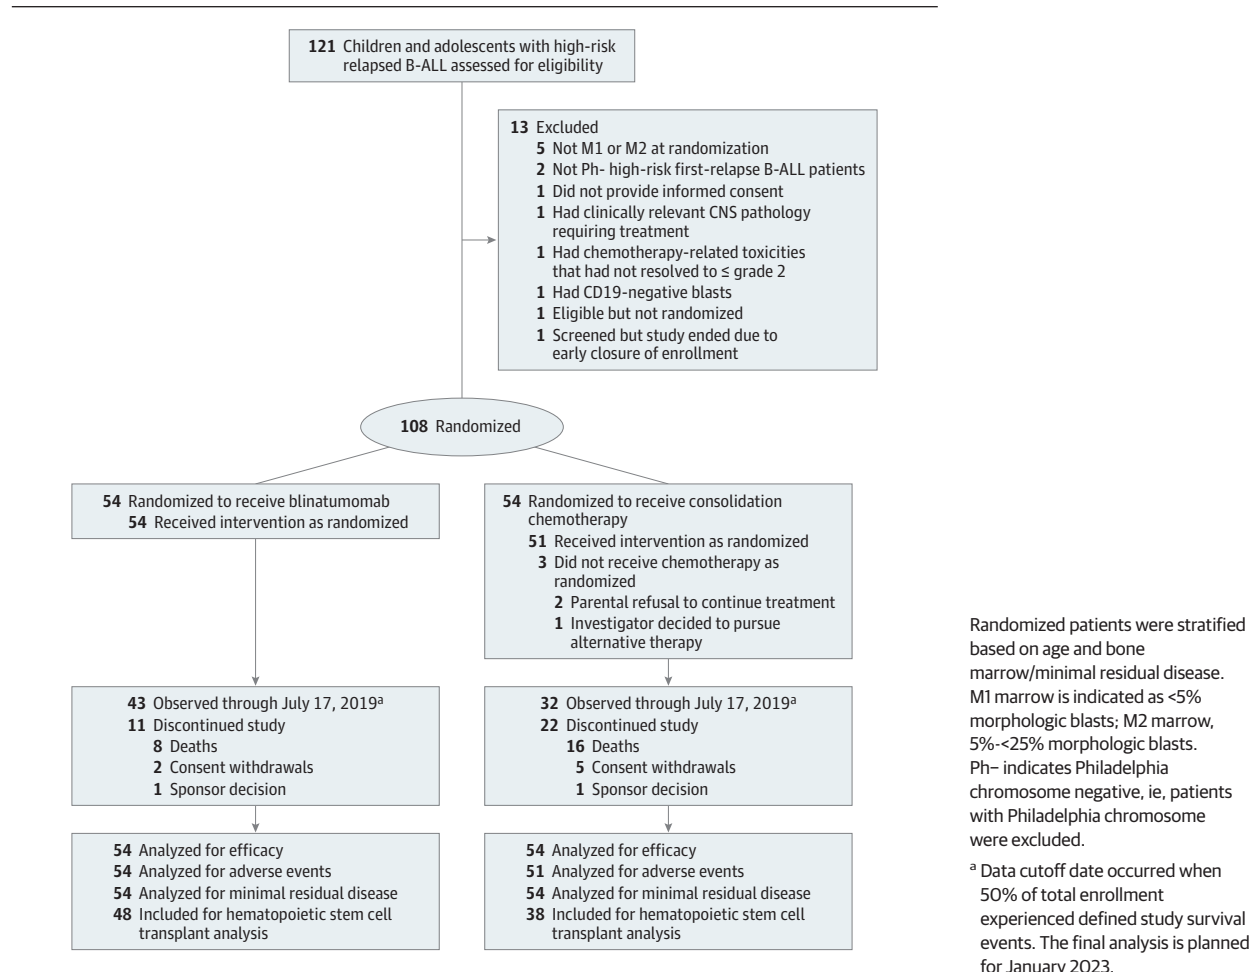 121 Children and adolescents with high-risk
relapsed B-ALL assessed for eligibility
13 Excluded
5 Not M1 or M2 at randomization
2 Not Ph- high-risk first-relapse B-ALL patients
1 Did not provide informed consent
1 Had clinically relevant CNS pathology
requiring treatment
1 Had chemotherapy-related toxicities
that had not resolved to ≤ grade 2
1 Had CD19-negative blasts
1 Eligible but not randomized
1 Screened but study ended due to
early closure of enrollment
108 Randomized
54 Randomized to receive blinatumomab
54 Received intervention as randomized
54 Randomized to receive consolidation
chemotherapy
51 Received intervention as randomized
3 Did not receive chemotherapy as
randomized
2 Parental refusal to continue treatment
1 Investigator decided to pursue
alternative therapy
43 Observed through July 17, 2019a
11 Discontinued study
8 Deaths
2 Consent withdrawals
1 Sponsor decision
32 Observed through July 17, 2019a
22 Discontinued study
16 Deaths
5 Consent withdrawals
1 Sponsor decision
54 Analyzed for efficacy
54 Analyzed for adverse events
54 Analyzed for minimal residual disease
48 Included for hematopoietic stem cell
transplant analysis
54 Analyzed for efficacy
51 Analyzed for adverse events
54 Analyzed for minimal residual disease
38 Included for hematopoietic stem cell
transplant analysis
Randomized patients were stratified
based on age and bone
marrow/minimal residual disease.
M1 marrow is indicated as <5%
morphologic blasts; M2 marrow,
5%-<25% morphologic blasts.
Ph− indicates Philadelphia
chromosome negative, ie, patients
with Philadelphia chromosome
were excluded.
a Data cutoff date occurred when
50% of total enrollment
experienced defined study survival
events. The final analysis is planned
for January 2023.